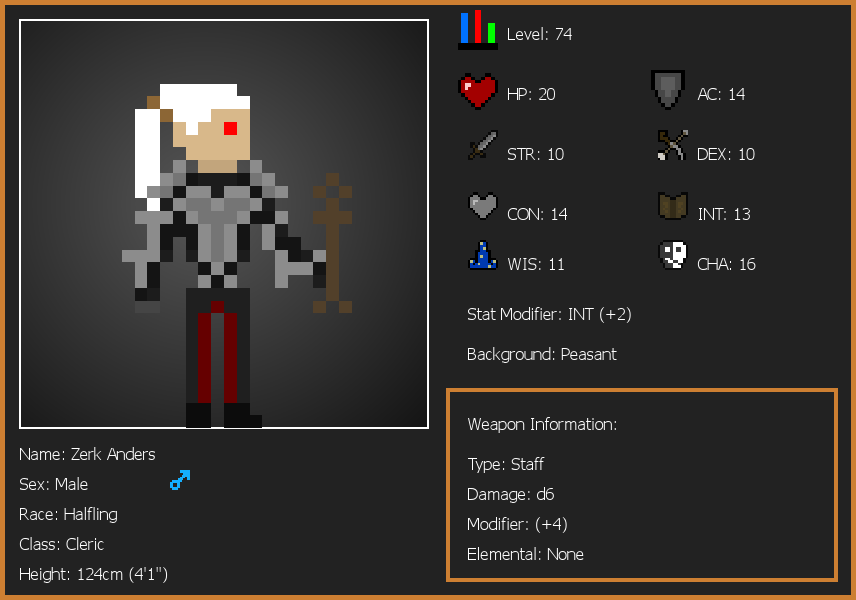 Level: 74
HP: 20
AC: 14
STR: 10
DEX: 10
CON: 14
INT: 13
WIS: 11
CHA: 16
Stat Modifier: INT (+2)
Background: Peasant
Weapon Information:
Type: Staff
Damage: d6
Modifier: (+4)
Elemental: None
Name: Zerk Anders
Sex: Male
Race: Halfling
Class: Cleric
Height: 124cm (4'1")